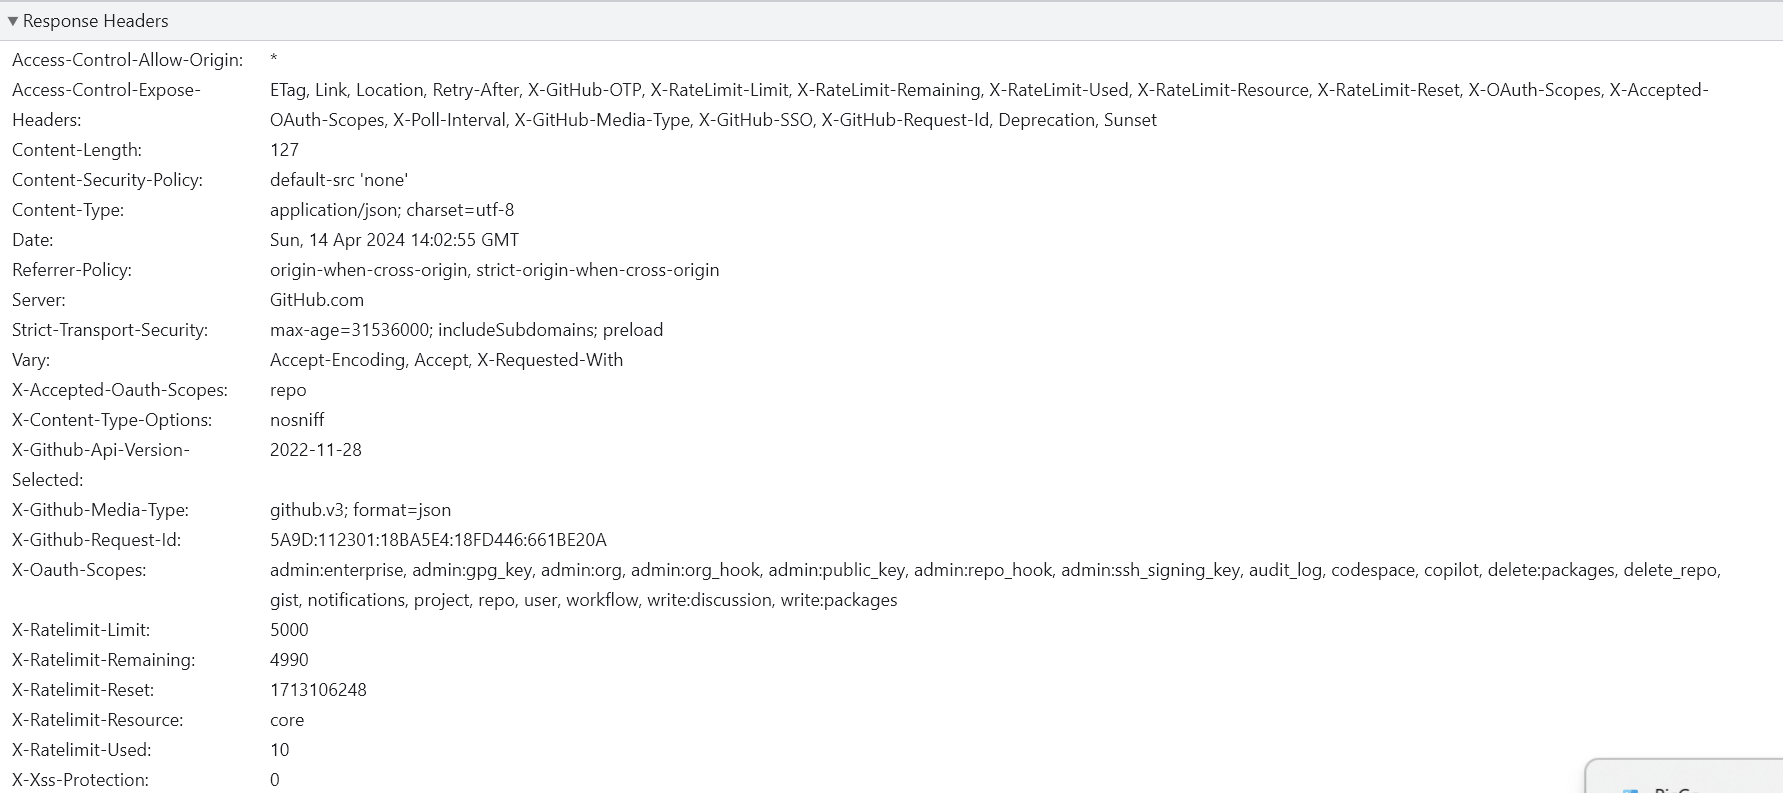 Response Headers
Access-Control-Allow-Origin: *
Access-Control-Expose- ETag, Link, Location, Retry-After, X-GitHub-OTP, X-RateLimit-Limit, X-RateLimit-Remaining, X-RateLimit-Used, X-RateLimit-Resource, X-RateLimit-Reset, X-OAuth-Scopes, X-Accepted-
Headers: OAuth-Scopes, X-Poll-Interval, X-GitHub-Media-Type, X-GitHub-SSO, X-GitHub-Request-Id, Deprecation, Sunset
Content-Length: 127
Content-Security-Policy: default-src 'none'
Content-Type: application/json; charset=utf-8
Date: Sun, 14 Apr 2024 14:02:55 GMT
Referrer-Policy: origin-when-cross-origin, strict-origin-when-cross-origin
Server: GitHub.com
Strict-Transport-Security: max-age=31536000; includeSubdomains; preload
Vary: Accept-Encoding, Accept, X-Requested-With
X-Accepted-Oauth-Scopes: repo
X-Content-Type-Options: nosniff
X-Github-Api-Version- 2022-11-28
Selected:
X-Github-Media-Type: github.v3; format=json
X-Github-Request-Id: 5A9D:112301:18BA5E4:18FD446:661BE20A
X-Oauth-Scopes: admin:enterprise, admin:gpg_key, admin:org, admin:org_hook, admin:public_key, admin:repo_hook, admin:ssh_signing_key, audit_log, codespace, copilot, delete:packages, delete_repo,
gist, notifications, project, repo, user, workflow, write:discussion, write:packages
X-Ratelimit-Limit: 5000
X-Ratelimit-Remaining: 4990
X-Ratelimit-Reset: 1713106248
X-Ratelimit-Resource: core
X-Ratelimit-Used: 10
X-Xss-Protection: 0